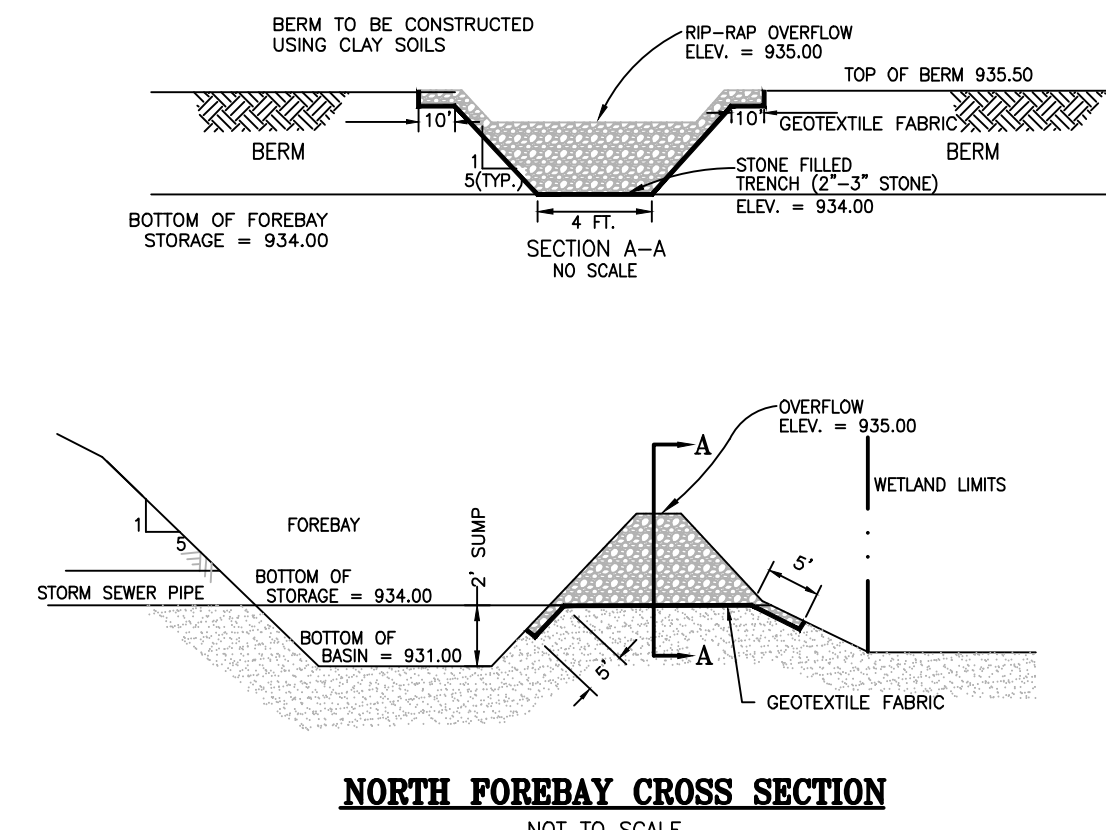 BERM TO BE CONSTRUCTED
USING CLAY SOILS
RIP-RAP OVERFLOW
ELEV. = 935.00
TOP OF BERM 935.50
10'
10'
GEOTEXTILE FABRIC
BERM
BERM
1
5(TYP.)
STONE FILLED
TRENCH (2"-3" STONE)
ELEV. = 934.00
BOTTOM OF FOREBAY
STORAGE = 934.00
4 FT.
SECTION A-A
NO SCALE
OVERFLOW
ELEV. = 935.00
A
WETLAND LIMITS
1
5
FOREBAY
2' SUMP
5'
BOTTOM OF
STORAGE = 934.00
STORM SEWER PIPE
BOTTOM OF
BASIN = 931.00
A
5'
GEOTEXTILE FABRIC
NORTH FOREBAY CROSS SECTION
NOT TO SCALE